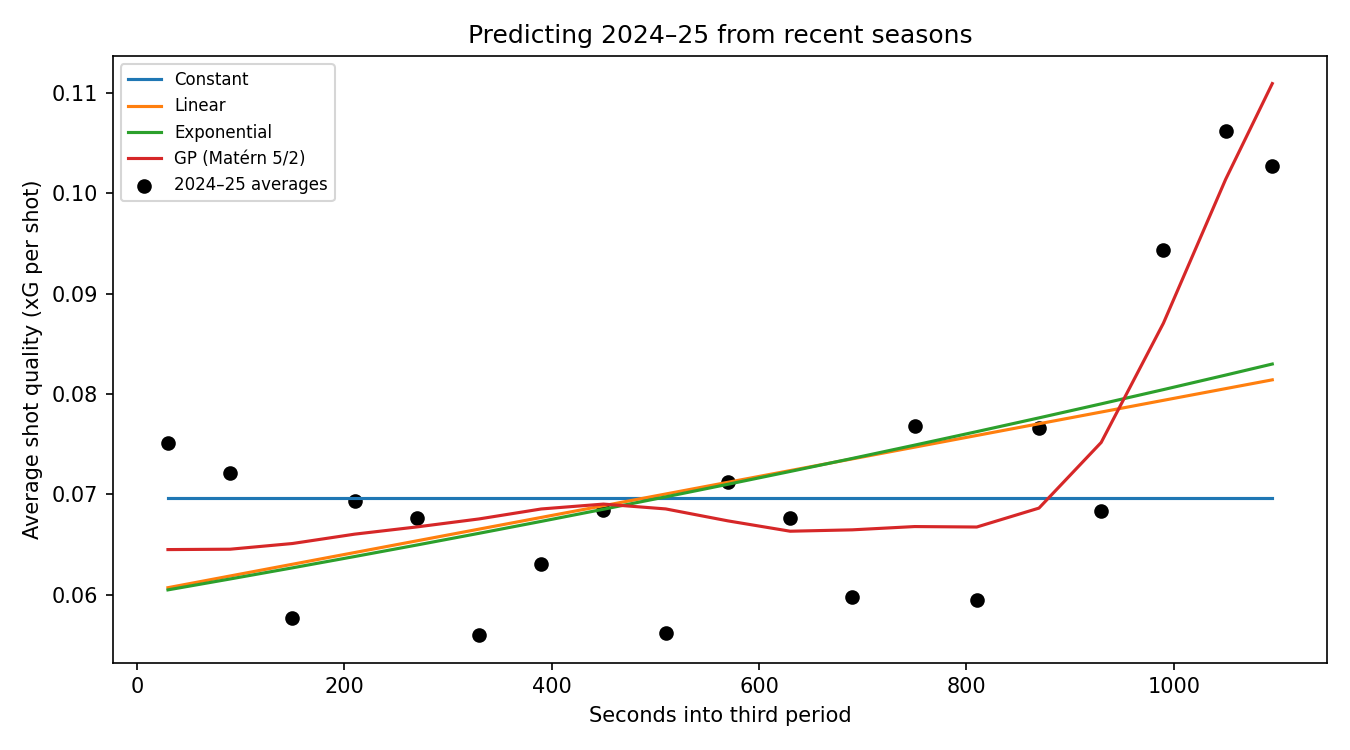 Predicting 2024–25 from recent seasons
Constant
Linear
Exponential
GP (Matérn 5/2)
2024–25 averages
Average shot quality (xG per shot)
0.11
0.10
0.09
0.08
0.07
0.06
0
200
400
600
800
1000
Seconds into third period